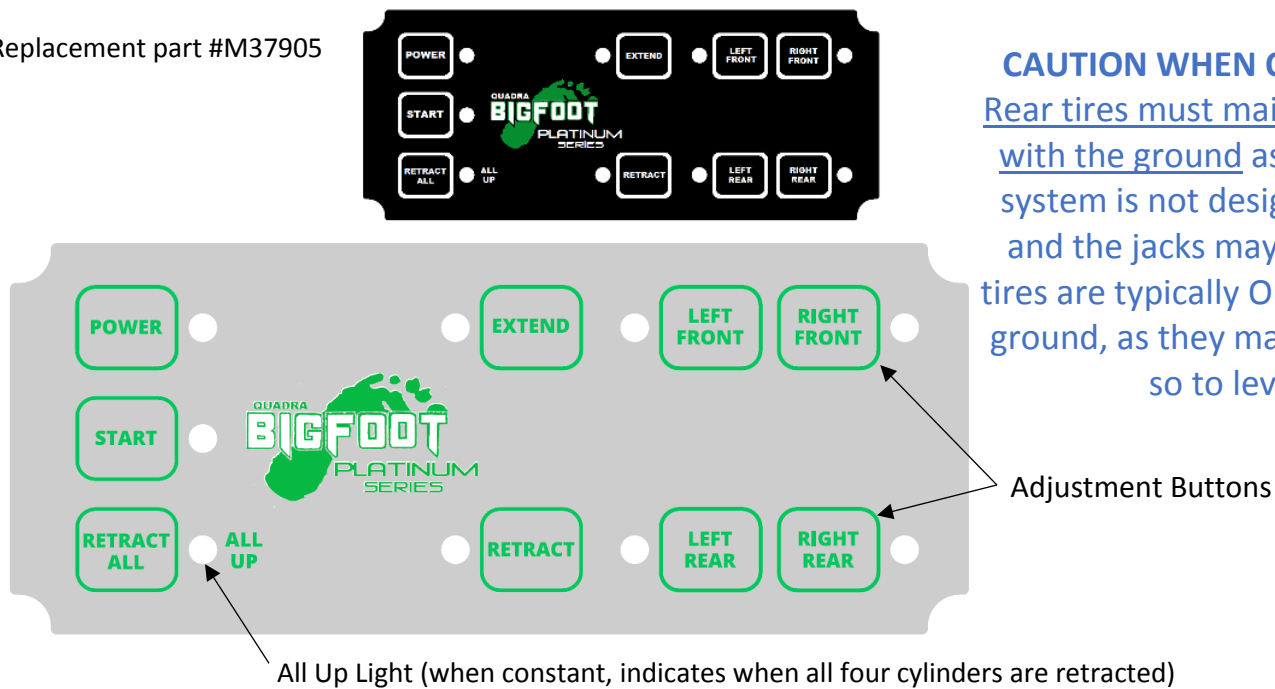 Replacement part #M37905
POWER
EXTEND
LEFT FRONT
RIGHT FRONT
START
QUADRA
BIGFOOT
PLATINUM
SERIES
RETRACT ALL
ALL UP
RETRACT
LEFT REAR
RIGHT REAR
CAUTION WHEN
Rear tires must mai
with the ground as
system is not desig
and the jacks may
tires are typically O
ground, as they ma
so to lev
POWER
EXTEND
LEFT
FRONT
RIGHT
FRONT
START
QUADRA
BIGFOOT
PLATINUM
SERIES
RETRACT
ALL
ALL
UP
RETRACT
LEFT
REAR
RIGHT
REAR
Adjustment Buttons
All Up Light (when constant, indicates when all four cylinders are retracted)